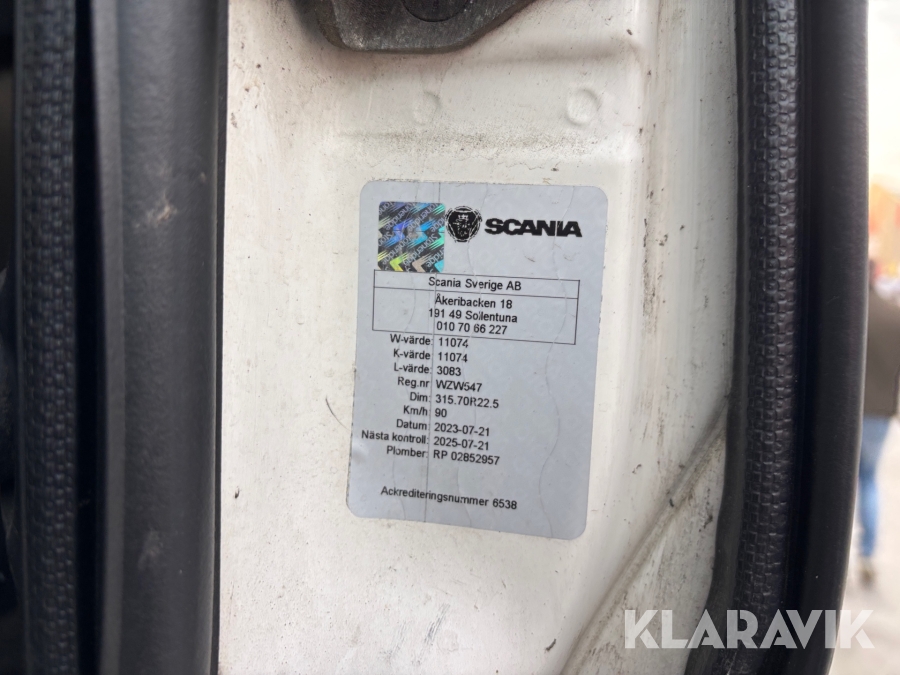 SCANIA
Scania Sverige AB
Åkeribacken 18
191 49 Sollentuna
010 70 66 227
W-värde: 11074
K-värde: 11074
L-värde: 3083
Reg.nr WZW547
Dim: 315.70R22.5
Km/h: 90
Datum: 2023-07-21
Nästa kontroll: 2025-07-21
Plomber: RP 02852957
Ackrediteringsnummer 6538
KLARAVIK